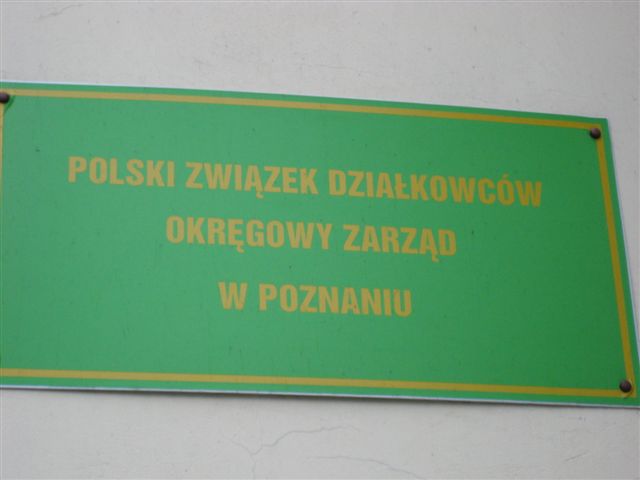 POLSKI ZWIĄZEK DZIAŁKOWCÓW
OKRĘGOWY ZARZĄD
W POZNANIU